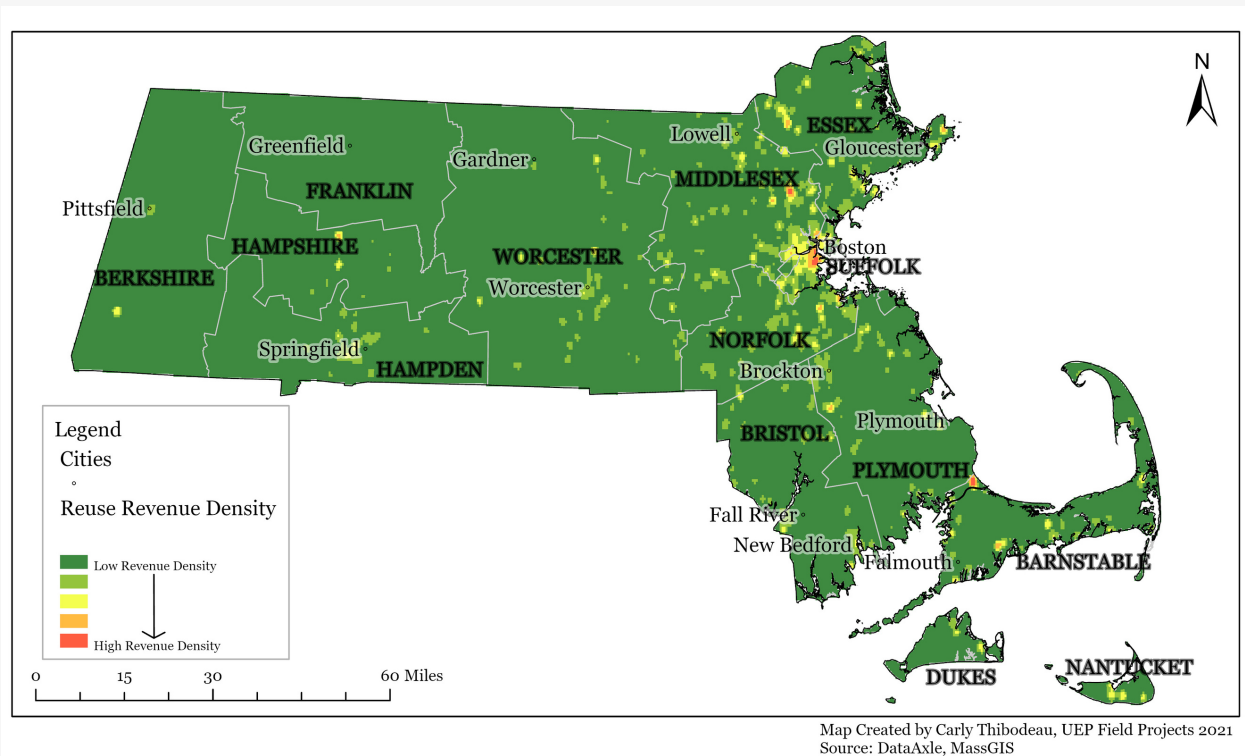 N
ESSEX
Lowell
Gloucester
Greenfield
Gardner
MIDDLESEX
FRANKLIN
Pittsfield
HAMPSHIRE
Boston
WORCESTER
SUFFOLK
BERKSHIRE
Worcester
NORFOLK
Springfield
HAMPDEN
Brockton
Plymouth
BRISTOL
PLYMOUTH
Fall River
New Bedford
Falmouth
BARNSTABLE
NANTUCKET
DUKES
Legend
Cities
Reuse Revenue Density
Low Revenue Density
High Revenue Density
0 15 30 60 Miles
Map Created by Carly Thibodeau, UEP Field Projects 2021
Source: DataAxle, MassGIS